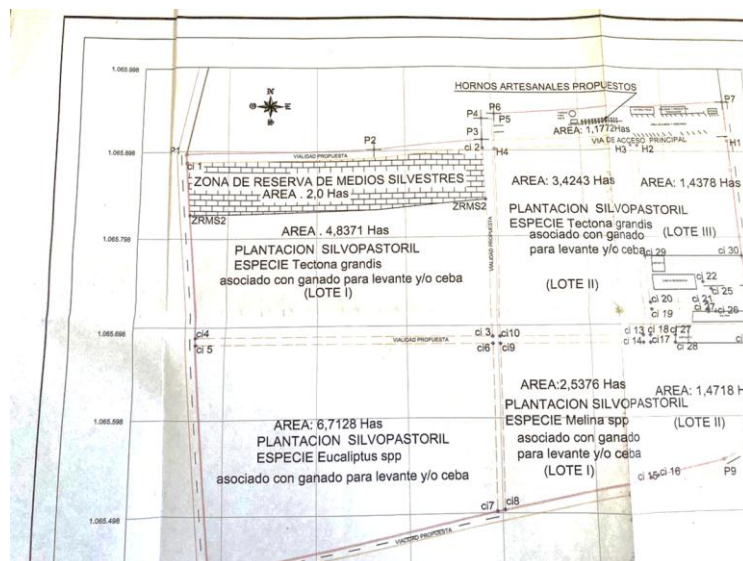 1.065.998
HORNOS ARTESANALES PROPUESTOS
P6
P7
P4
P5
P3
AREA: 1,1772Has
P2
VIA DE ACCESO PRINCIPAL
H1
1.065.898
P1
VIALIDAD PROPUESTA
ci 2
H4
H3
H2
ci 1
ZONA DE RESERVA DE MEDIOS SILVESTRES
AREA . 2,0 Has
AREA: 3,4243 Has
AREA: 1,4378
ZRMS2
ZRMS2
PLANTACION SILVOPASTORIL
ESPECIE Tectona grandis
(LOTE III)
asociado con ganado
para levante y/o ceba
AREA . 4,8371 Has
1.065.798
PLANTACION SILVOPASTORIL
ESPECIE Tectona grandis
asociado con ganado para levante y/o ceba
(LOTE I)
VIALIDAD PROPUESTA
29
ci 30
(LOTE II)
ci 22
ci 25
ci 20
ci 21
ci 19
ci 26
1.065.698
ci4
ci 3
ci10
ci 13
ci 18
ci27
ci 5
VIALIDAD PROPUESTA
ci6
ci9
ci 14
ci17
ci 28
AREA:2,5376 Has
AREA: 1,4718
PLANTACION SILVOPASTORIL
ESPECIE Melina spp
(LOTE II)
asociado con ganado
para levante y/o ceba
(LOTE I)
1.065.598
AREA: 6,7128 Has
PLANTACION SILVOPASTORIL
ESPECIE Eucaliptus spp
asociado con ganado para levante y/o ceba
ci 15
ci 16
P9
1.065.498
ci7
ci8